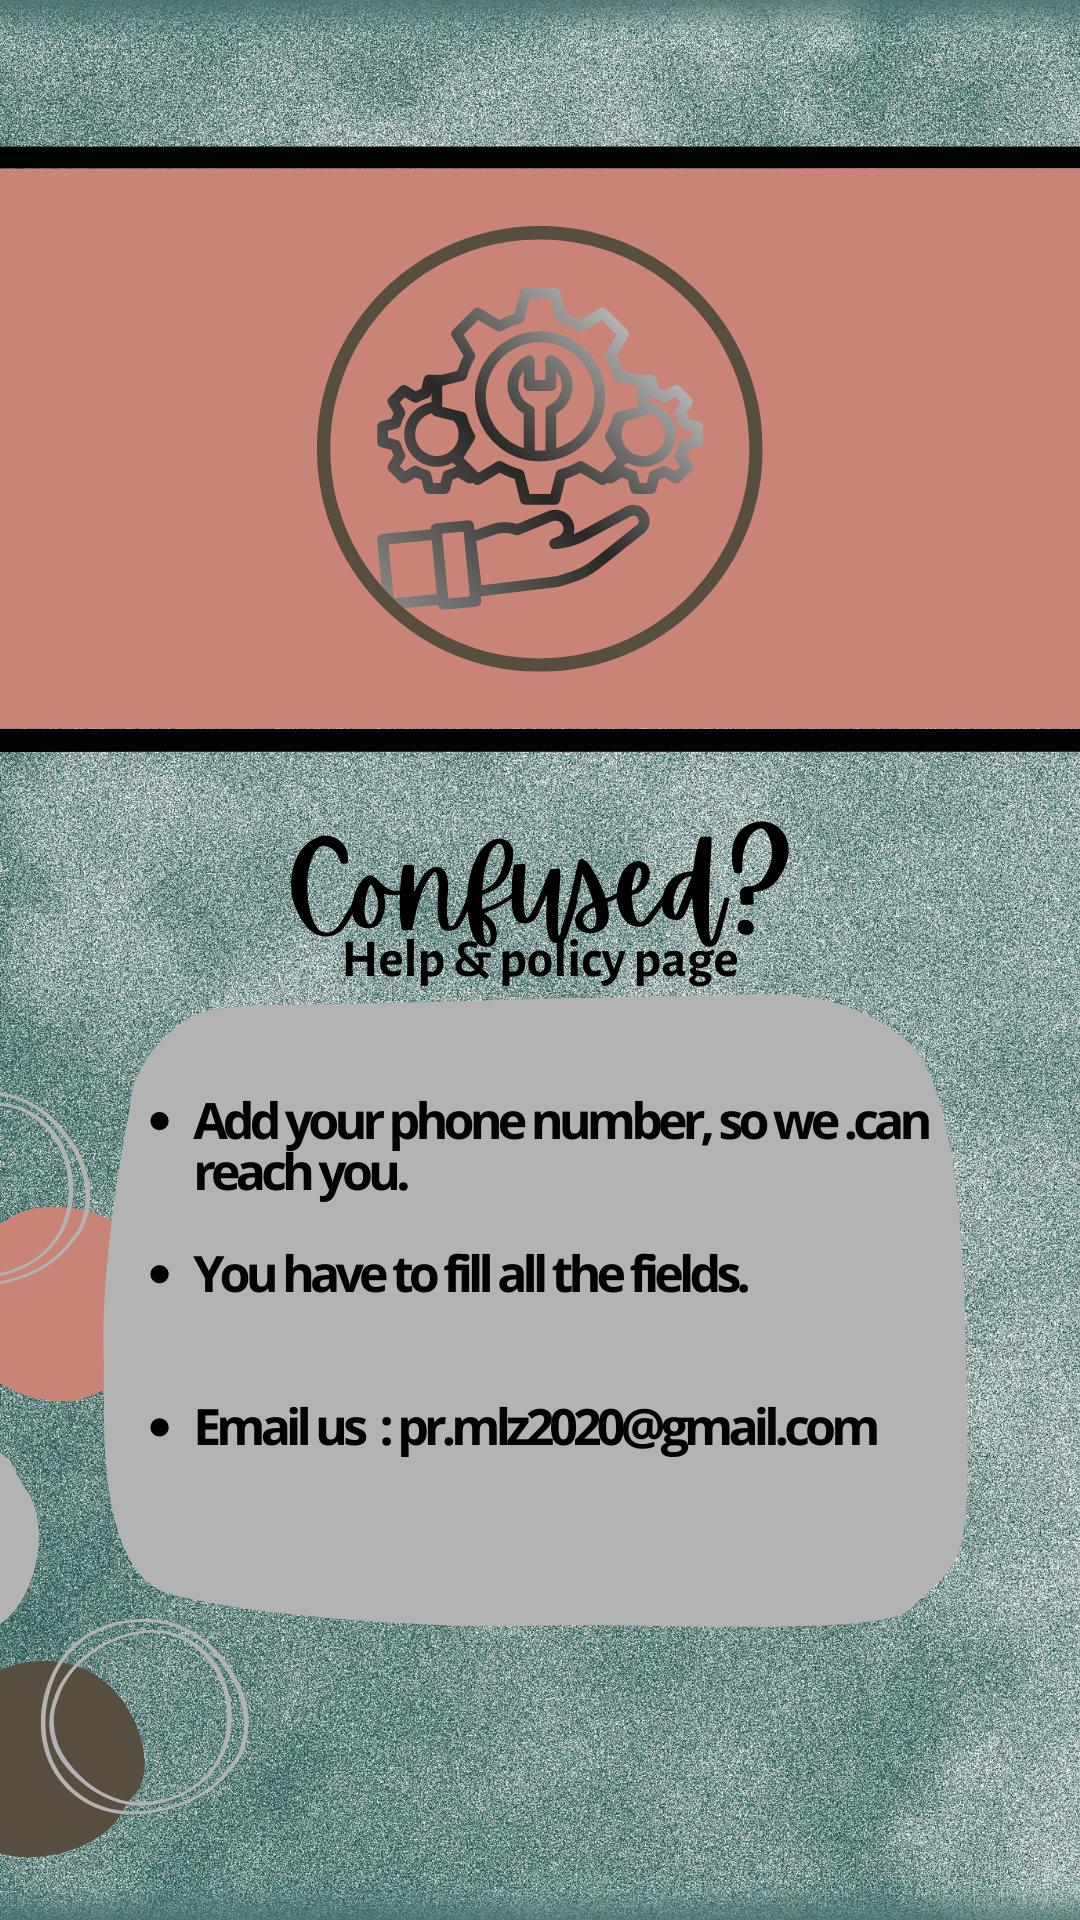 Confused?
Help & policy page
• Add your phone number, so we .can
reach you.
• You have to fill all the fields.
• Email us : pr.mlz2020@gmail.com